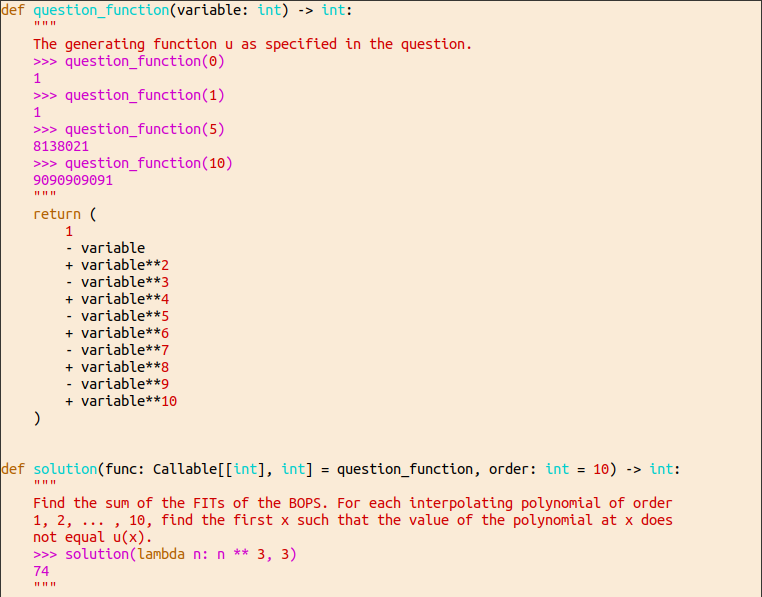 def question_function(variable: int) -> int:
    """
    The generating function u as specified in the question.
    >>> question_function(0)
    1
    >>> question_function(1)
    1
    >>> question_function(5)
    8138021
    >>> question_function(10)
    9090909091
    """
    return (
        1
        - variable
        + variable**2
        - variable**3
        + variable**4
        - variable**5
        + variable**6
        - variable**7
        + variable**8
        - variable**9
        + variable**10
    )
def solution(func: Callable[[int], int] = question_function, order: int = 10) -> int:
    """
    Find the sum of the FITs of the BOPS. For each interpolating polynomial of order
    1, 2, ... , 10, find the first x such that the value of the polynomial at x does
    not equal u(x).
    >>> solution(lambda n: n ** 3, 3)
    74
    """